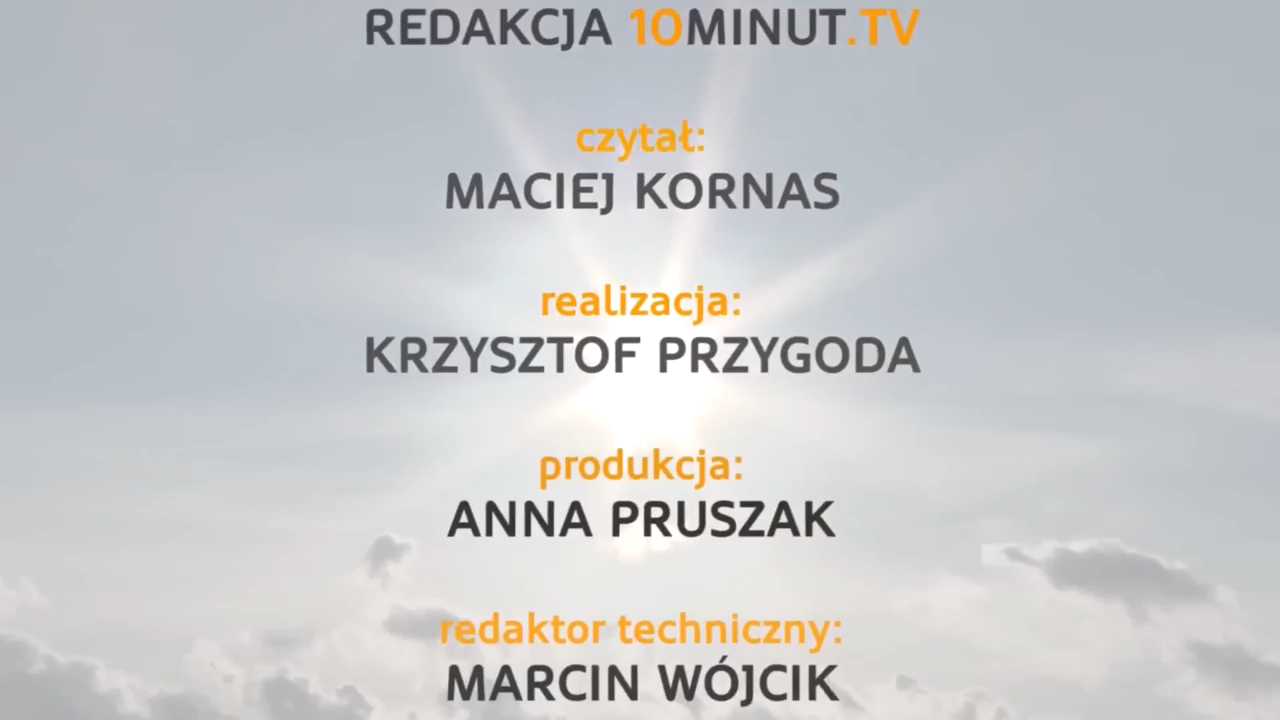 REDAKCJA 10MINUT.TV
czytał:
MACIEJ KORNAS
realizacja:
KRZYSZTOF PRZYGODA
produkcja:
ANNA PRUSZAK
redaktor techniczny:
MARCIN WÓJCIK